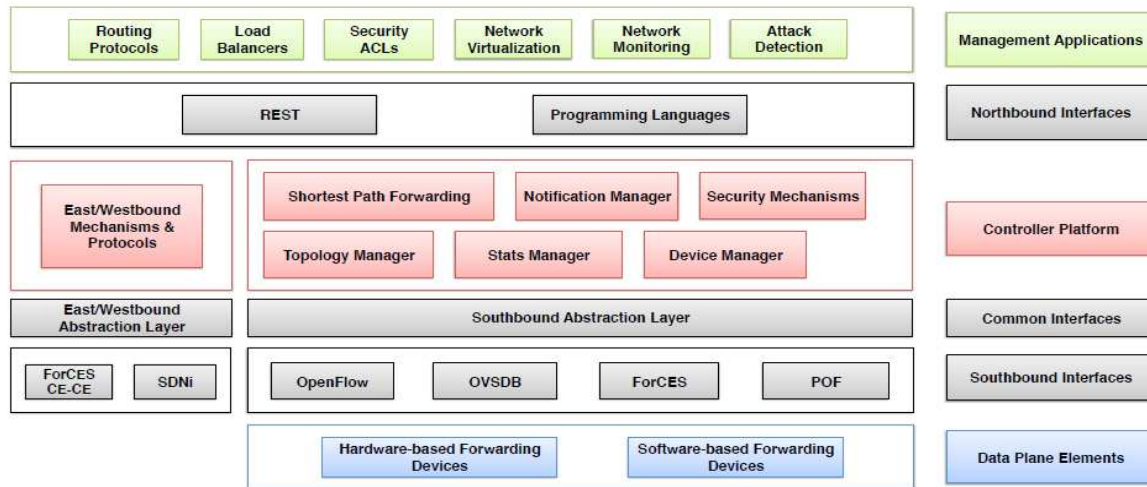 Routing
Protocols
Load
Balancers
Security
ACLs
Network
Virtualization
Network
Monitoring
Attack
Detection
Management Applications
REST
Programming Languages
Northbound Interfaces
East/Westbound
Mechanisms &
Protocols
Shortest Path Forwarding
Notification Manager
Security Mechanisms
Topology Manager
Stats Manager
Device Manager
Controller Platform
East/Westbound
Abstraction Layer
Southbound Abstraction Layer
Common Interfaces
ForCES
CE-CE
SDNi
OpenFlow
OVSDB
ForCES
POF
Southbound Interfaces
Hardware-based Forwarding
Devices
Software-based Forwarding
Devices
Data Plane Elements